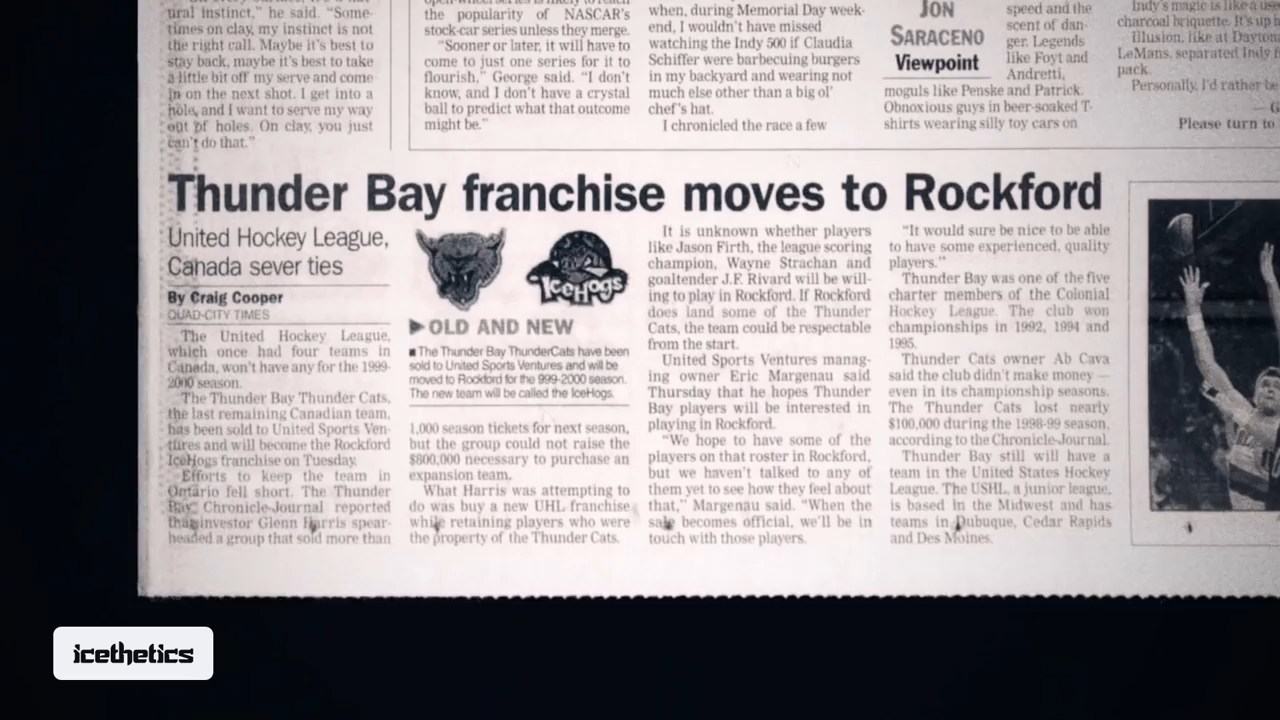 ural instinct," he said. "Some-
times on clay, my instinct is not
the right call. Maybe it's best to
stay back, maybe it's best to take
a little bit off my serve and come
in on the next shot. I get into a
hole, and I want to serve my way
out of holes. On clay, you just
can't do that."
the popularity of NASCAR's
stock-car series unless they merge.
"Sooner or later, it will have to
come to just one series for it to
flourish," George said. "I don't
know, and I don't have a crystal
ball to predict what that outcome
might be."
when, during Memorial Day week-
end, I wouldn't have missed
watching the Indy 500 if Claudia
Schiffer were barbecuing burgers
in my backyard and wearing not
much else other than a big ol'
chef's hat.
I chronicled the race a few
JON
SARACENO
Viewpoint
speed and the
scent of dan-
ger. Legends
like Foyt and
Andretti,
moguls like Penske and Patrick.
Obnoxious guys in beer-soaked T-
shirts wearing silly toy cars on
Indy's magic is like a use
charcoal briquette. It's up i
Illusion, like at Dayton
LeMans, separated Indy f
pack.
Personally, I'd rather be
— G
Please turn to
Thunder Bay franchise moves to Rockford
United Hockey League,
Canada sever ties
By Craig Cooper
QUAD-CITY TIMES
The United Hockey League,
which once had four teams in
Canada, won't have any for the 1999-
2000 season.
The Thunder Bay Thunder Cats,
the last remaining Canadian team,
has been sold to United Sports Ven-
tures and will become the Rockford
IceHogs franchise on Tuesday.
Efforts to keep the team in
Ontario fell short. The Thunder
Bay Chronicle-Journal reported
that investor Glenn Harris spear-
headed a group that sold more than
IceHogs
▶OLD AND NEW
■ The Thunder Bay ThunderCats have been
sold to United Sports Ventures and will be
moved to Rockford for the 999-2000 season.
The new team will be called the IceHogs.
1,000 season tickets for next season,
but the group could not raise the
$800,000 necessary to purchase an
expansion team.
What Harris was attempting to
do was buy a new UHL franchise
while retaining players who were
the property of the Thunder Cats.
It is unknown whether players
like Jason Firth, the league scoring
champion, Wayne Strachan and
goaltender J.F. Rivard will be will-
ing to play in Rockford. If Rockford
does land some of the Thunder
Cats, the team could be respectable
from the start.
United Sports Ventures manag-
ing owner Eric Margenau said
Thursday that he hopes Thunder
Bay players will be interested in
playing in Rockford.
"We hope to have some of the
players on that roster in Rockford,
but we haven't talked to any of
them yet to see how they feel about
that," Margenau said. "When the
sale becomes official, we'll be in
touch with those players.
"It would sure be nice to be able
to have some experienced, quality
players."
Thunder Bay was one of the five
charter members of the Colonial
Hockey League. The club won
championships in 1992, 1994 and
1995.
Thunder Cats owner Ab Cava
said the club didn't make money —
even in its championship seasons.
The Thunder Cats lost nearly
$100,000 during the 1998-99 season,
according to the Chronicle-Journal.
Thunder Bay still will have a
team in the United States Hockey
League. The USHL, a junior league,
is based in the Midwest and has
teams in Dubuque, Cedar Rapids
and Des Moines.
icethetics